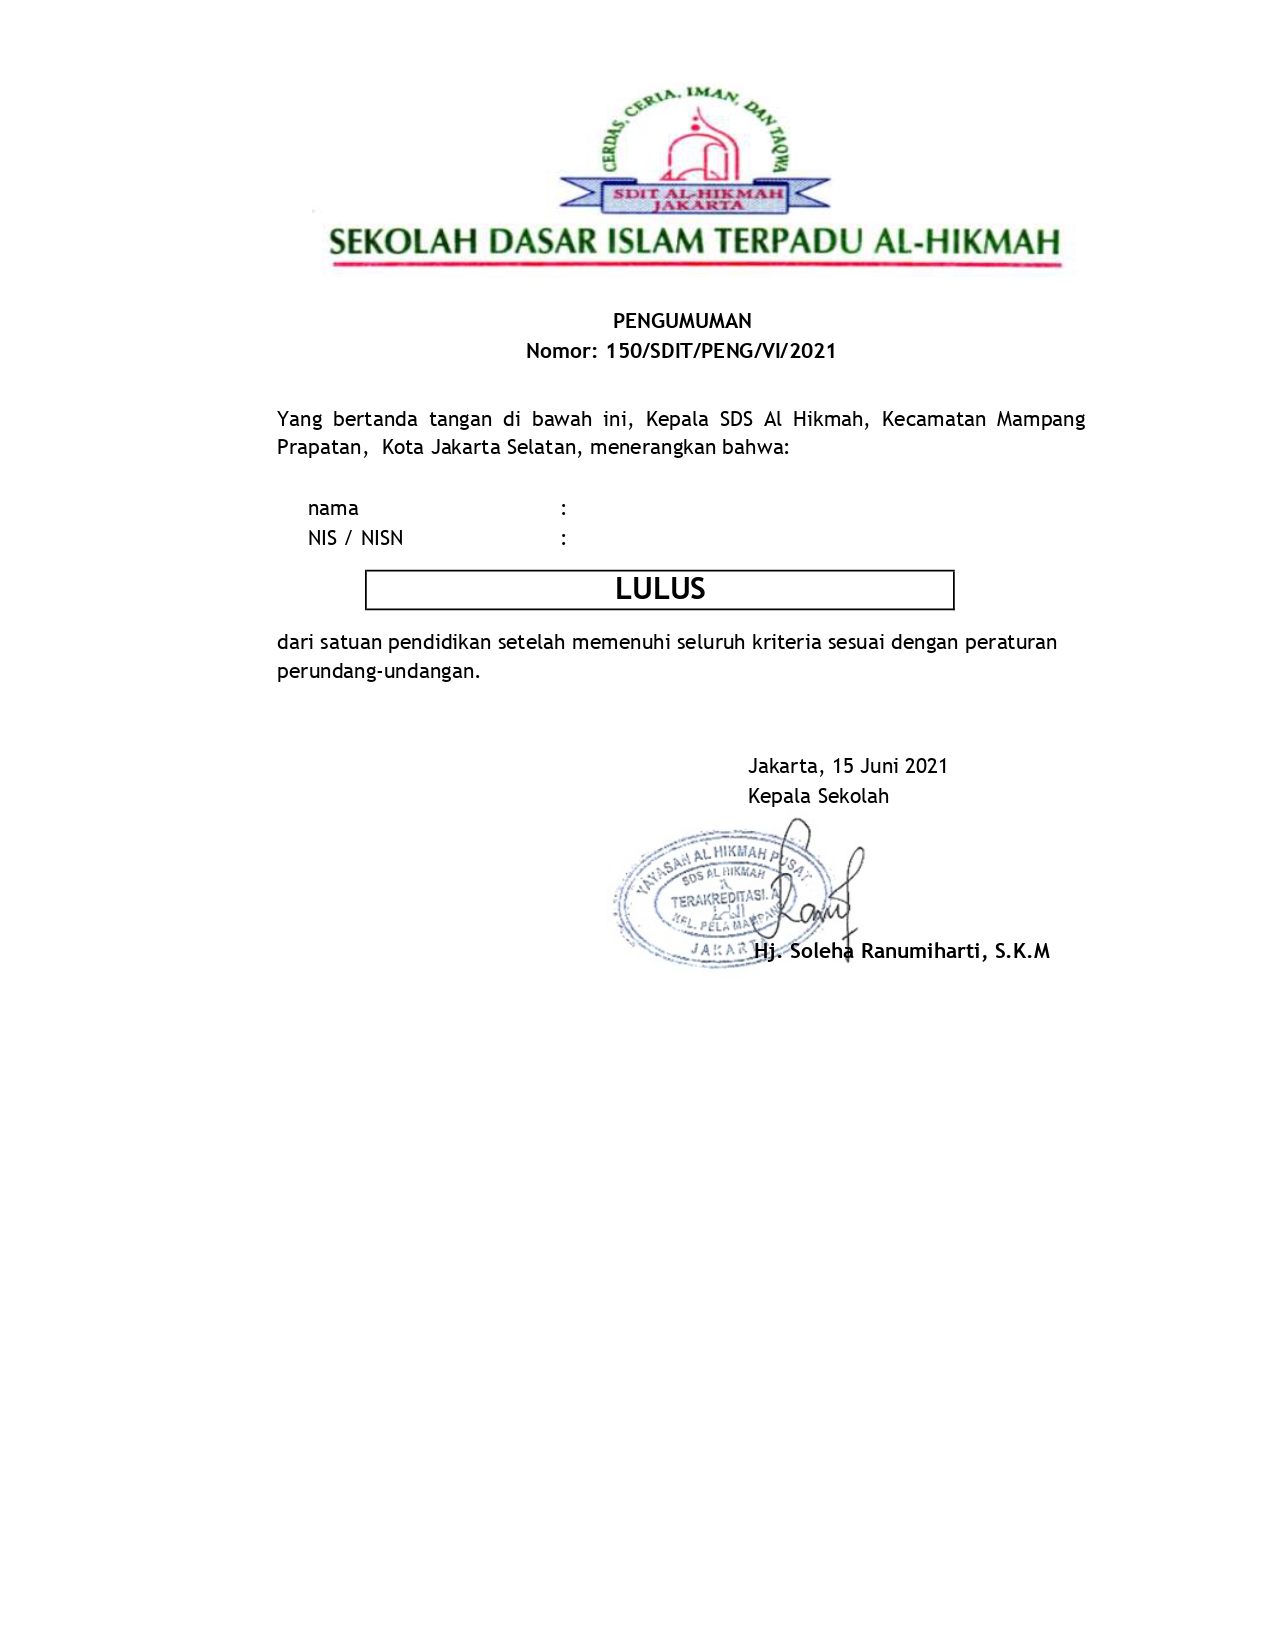 CERDAS, CERIA, IMAN, DAN TAQWA
SDIT AL-HIKMAH
JAKARTA
SEKOLAH DASAR ISLAM TERPADU AL-HIKMAH
PENGUMUMAN
Nomor: 150/SDIT/PENG/VI/2021
Yang bertanda tangan di bawah ini, Kepala SDS Al Hikmah, Kecamatan Mampang
Prapatan, Kota Jakarta Selatan, menerangkan bahwa:
nama :
NIS / NISN :
LULUS
dari satuan pendidikan setelah memenuhi seluruh kriteria sesuai dengan peraturan
perundang-undangan.
Jakarta, 15 Juni 2021
Kepala Sekolah
YAYASAN AL HIKMAH PUSAT
SDS AL HIKMAH
TERAKREDITASI. A
KEL. PELA MAMPANG
JAKARTA
Hj. Soleha Ranumiharti, S.K.M